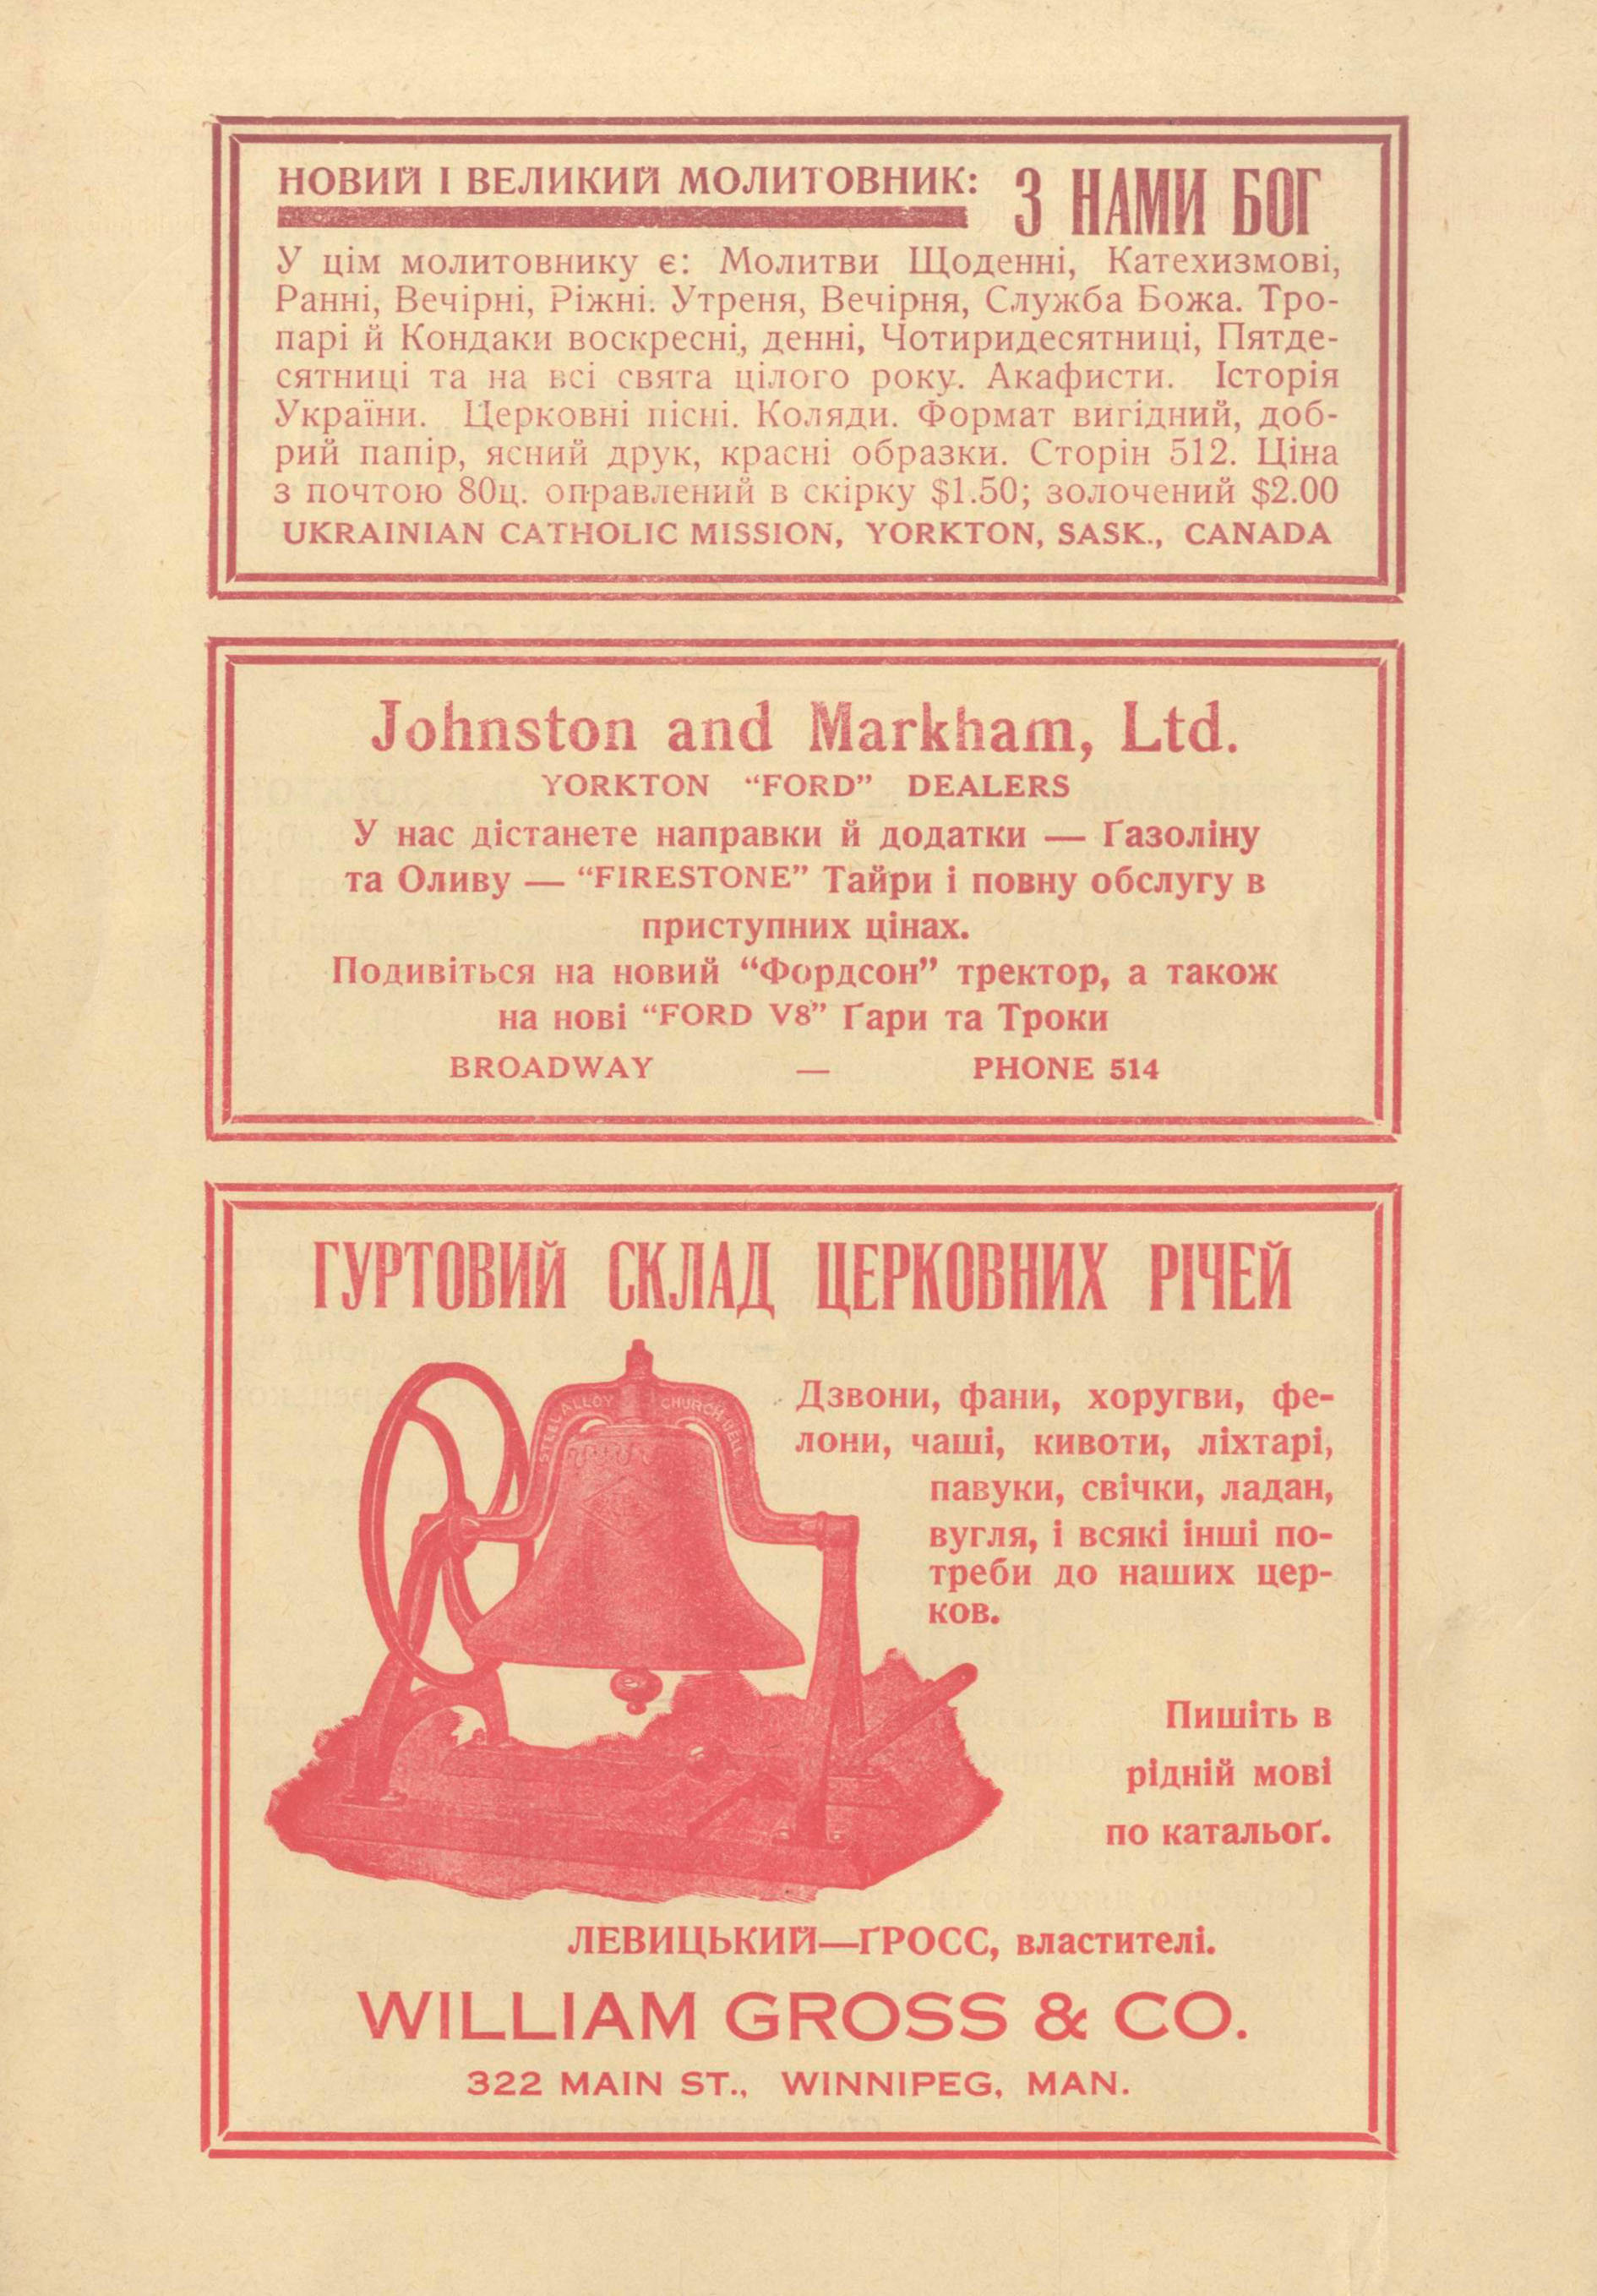 НОВИЙ І ВЕЛИКИЙ МОЛИТОВНИК: З НАМИ БОГ
У цім молитовнику є: Молитви Щоденні, Катехизмові,
Ранні, Вечірні, Ріжні. Утреня, Вечірня, Служба Божа. Тро-
парі й Кондаки воскресні, денні, Чотиридесятниці, Пятде-
сятниці та на всі свята цілого року. Акафисти. Історія
України. Церковні пісні. Коляди. Формат вигідний, доб-
рий папір, ясний друк, красні образки. Сторін 512. Ціна
з почтою 80ц. оправлений в скірку $1.50; золочений $2.00
UKRAINIAN CATHOLIC MISSION, YORKTON, SASK., CANADA
Johnston and Markham, Ltd.
YORKTON "FORD" DEALERS
У нас дістанете направки й додатки — Ґазоліну
та Оливу — "FIRESTONE" Тайри і повну обслугу в
приступних цінах.
Подивіться на новий "Фордсон" тректор, а також
на нові "FORD V8" Ґари та Троки
BROADWAY — PHONE 514
ГУРТОВИЙ СКЛАД ЦЕРКОВНИХ РІЧЕЙ
STEEL ALLOY CHURCH BELL
Дзвони, фани, хоругви, фе-
лони, чаші, кивоти, ліхтарі,
павуки, свічки, ладан,
вугля, і всякі інші по-
треби до наших цер-
ков.
Пишіть в
рідній мові
по катальоґ.
ЛЕВИЦЬКИЙ—ҐРОСС, властителі.
WILLIAM GROSS & CO.
322 MAIN ST., WINNIPEG, MAN.